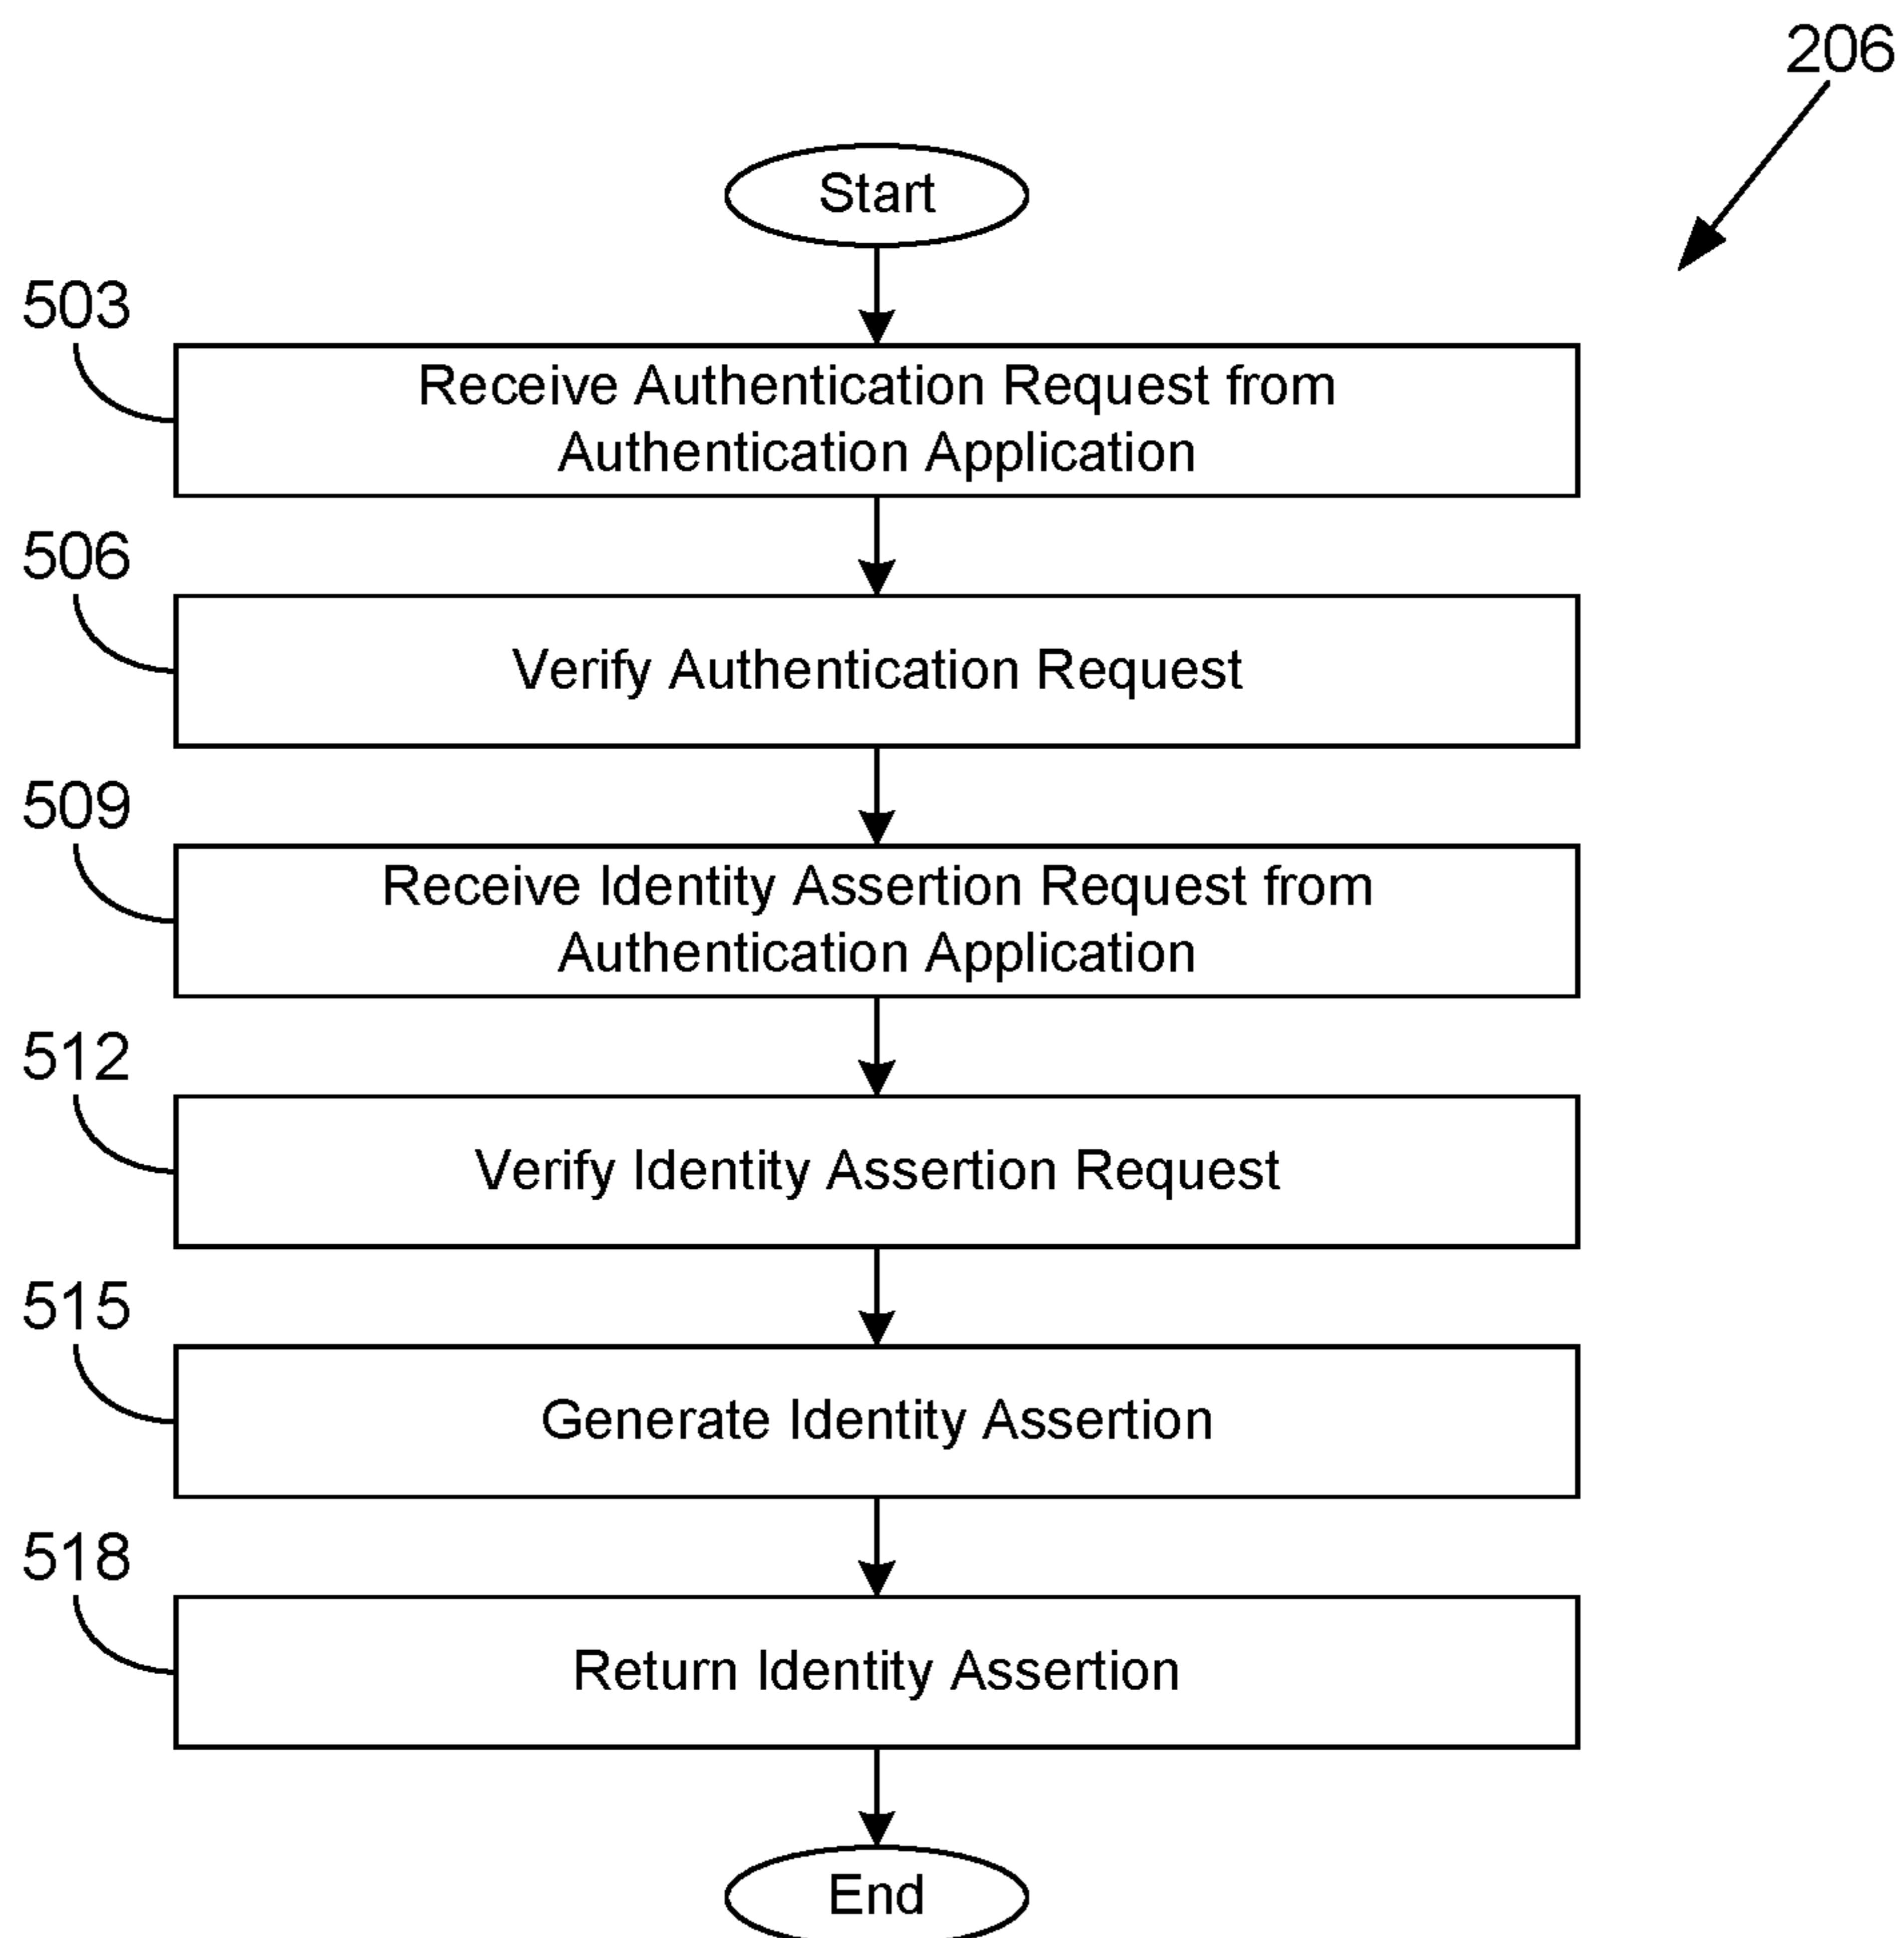 206
Start
503
Receive Authentication Request from
Authentication Application
506
Verify Authentication Request
509
Receive Identity Assertion Request from
Authentication Application
512
Verify Identity Assertion Request
515
Generate Identity Assertion
518
Return Identity Assertion
End